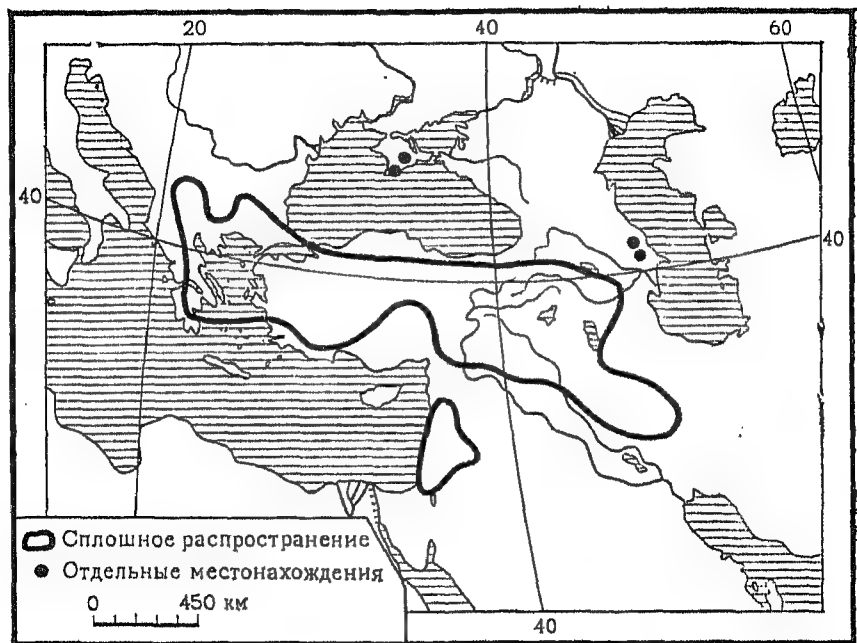 20 40 60
40
40
Сплошное распространение
Отдельные местонахождения
0 450 км
40